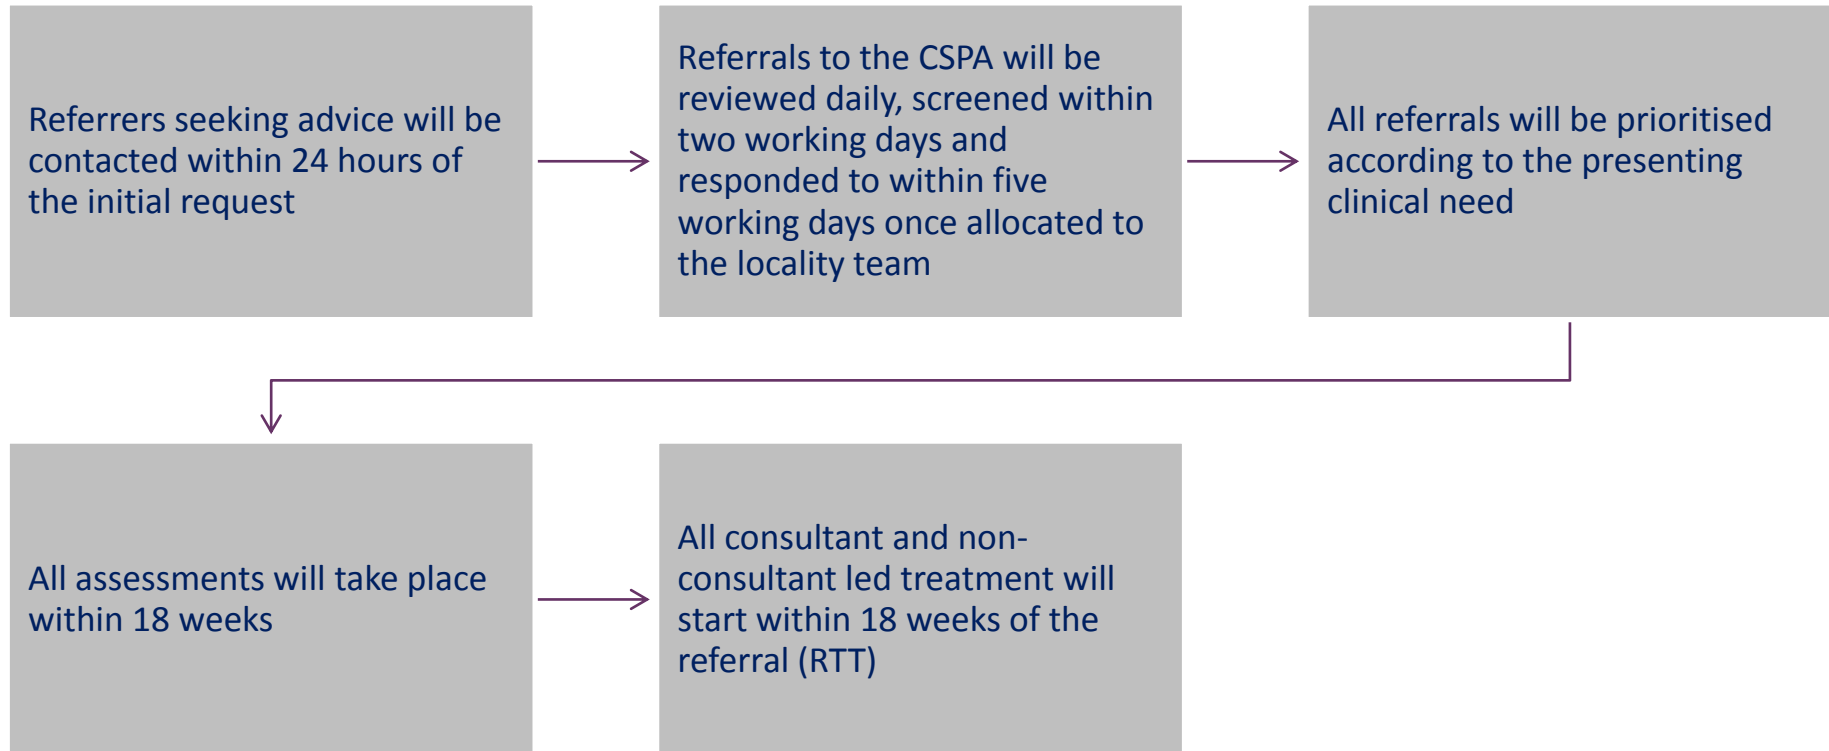 Referrers seeking advice will be
contacted within 24 hours of
the initial request
Referrals to the CSPA will be
reviewed daily, screened within
two working days and
responded to within five
working days once allocated to
the locality team
All referrals will be prioritised
according to the presenting
clinical need
All assessments will take place
within 18 weeks
All consultant and non-
consultant led treatment will
start within 18 weeks of the
referral (RTT)